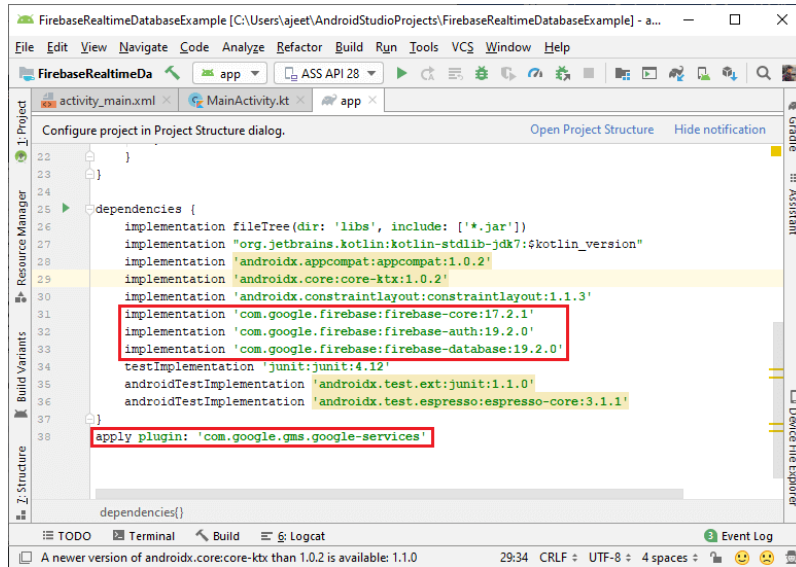 FirebaseRealtimeDatabaseExample [C:\Users\ajeet\AndroidStudioProjects\FirebaseRealtimeDatabaseExample] - a...
File Edit View Navigate Code Analyze Refactor Build Run Tools VCS Window Help
FirebaseRealtimeDa app ASS API 28
activity_main.xml MainActivity.kt app
Configure project in Project Structure dialog. Open Project Structure Hide notification
1: Project
Resource Manager
Build Variants
7: Structure
22 }
23 }
24
25 dependencies {
26 implementation fileTree(dir: 'libs', include: ['*.jar'])
27 implementation "org.jetbrains.kotlin:kotlin-stdlib-jdk7:$kotlin_version"
28 implementation 'androidx.appcompat:appcompat:1.0.2'
29 implementation 'androidx.core:core-ktx:1.0.2'
30 implementation 'androidx.constraintlayout:constraintlayout:1.1.3'
31 implementation 'com.google.firebase:firebase-core:17.2.1'
32 implementation 'com.google.firebase:firebase-auth:19.2.0'
33 implementation 'com.google.firebase:firebase-database:19.2.0'
34 testImplementation 'junit:junit:4.12'
35 androidTestImplementation 'androidx.test.ext:junit:1.1.0'
36 androidTestImplementation 'androidx.test.espresso:espresso-core:3.1.1'
37 }
38 apply plugin: 'com.google.gms.google-services'
dependencies{}
Gradle
Assistant
Device File Explorer
TODO Terminal Build 6: Logcat 3 Event Log
A newer version of androidx.core:core-ktx than 1.0.2 is available: 1.1.0 29:34 CRLF UTF-8 4 spaces